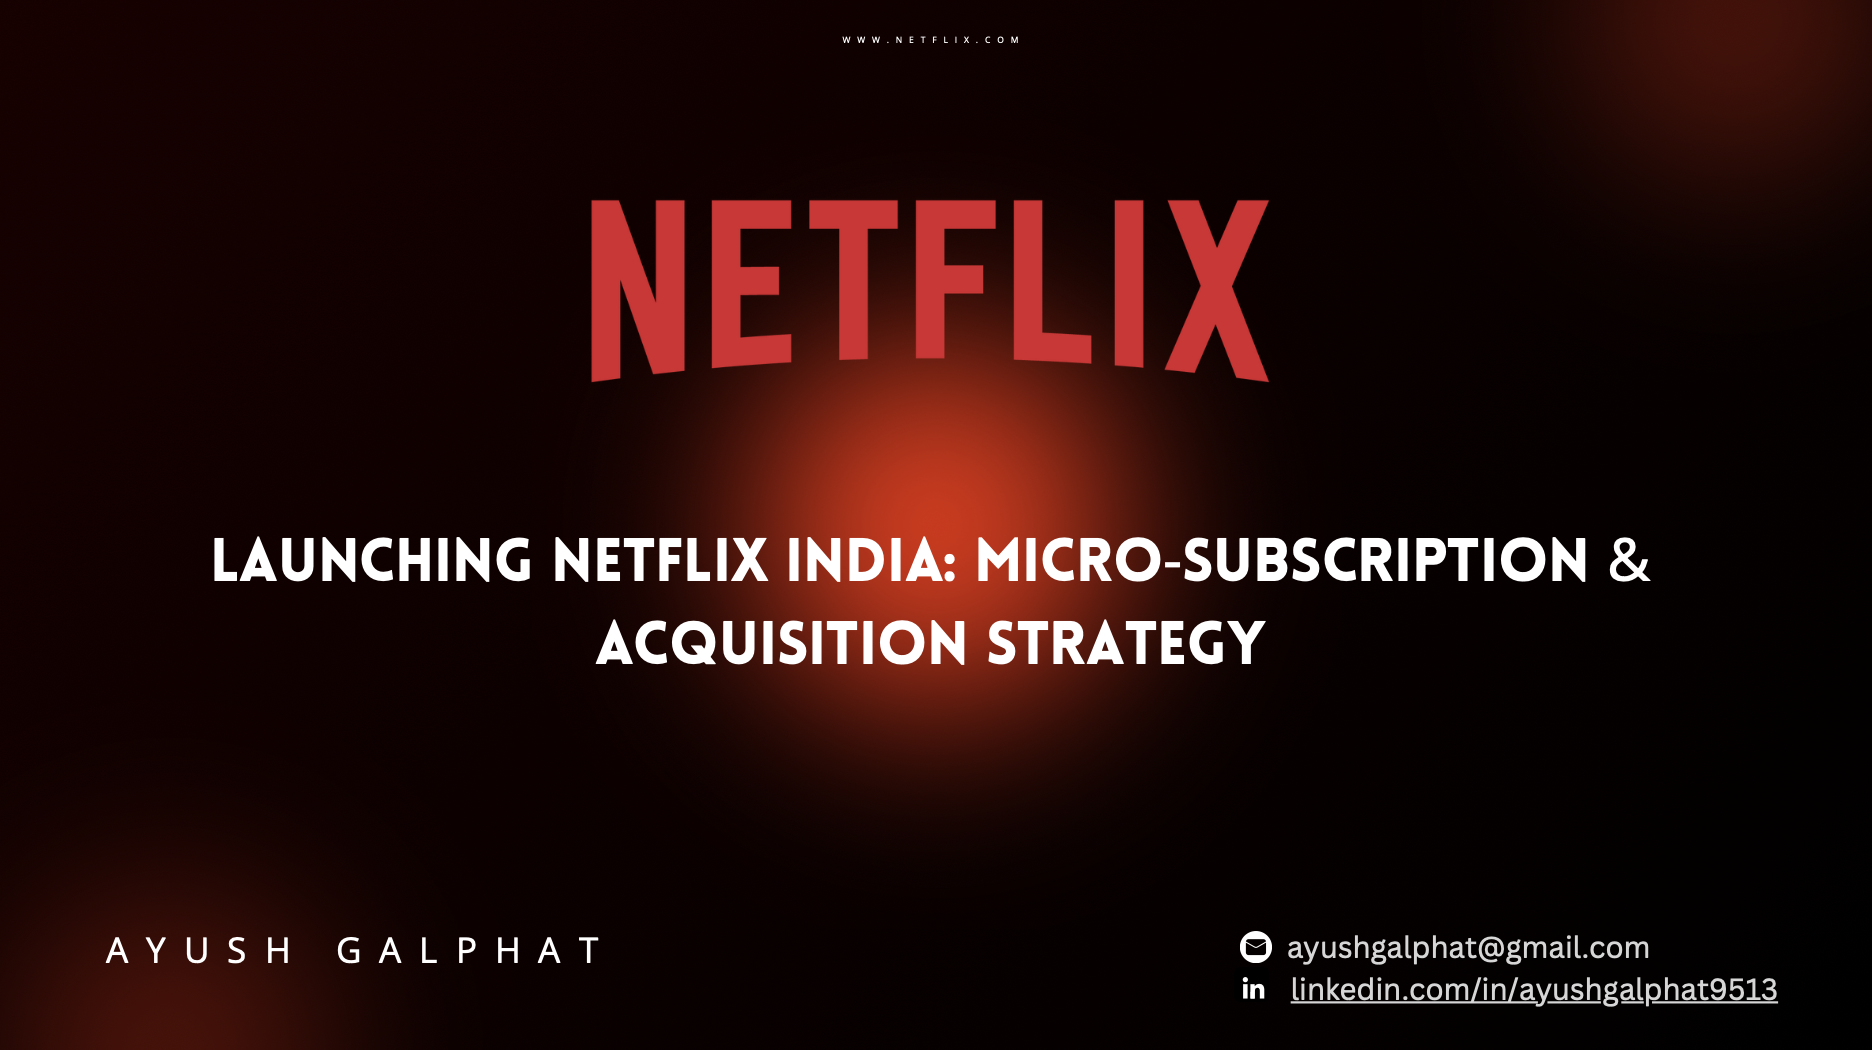 WWW.NETFLIX.COM
NETFLIX
LAUNCHING NETFLIX INDIA: MICRO-SUBSCRIPTION &
ACQUISITION STRATEGY
AYUSH GALPHAT
ayushgalphat@gmail.com
in linkedin.com/in/ayushgalphat9513